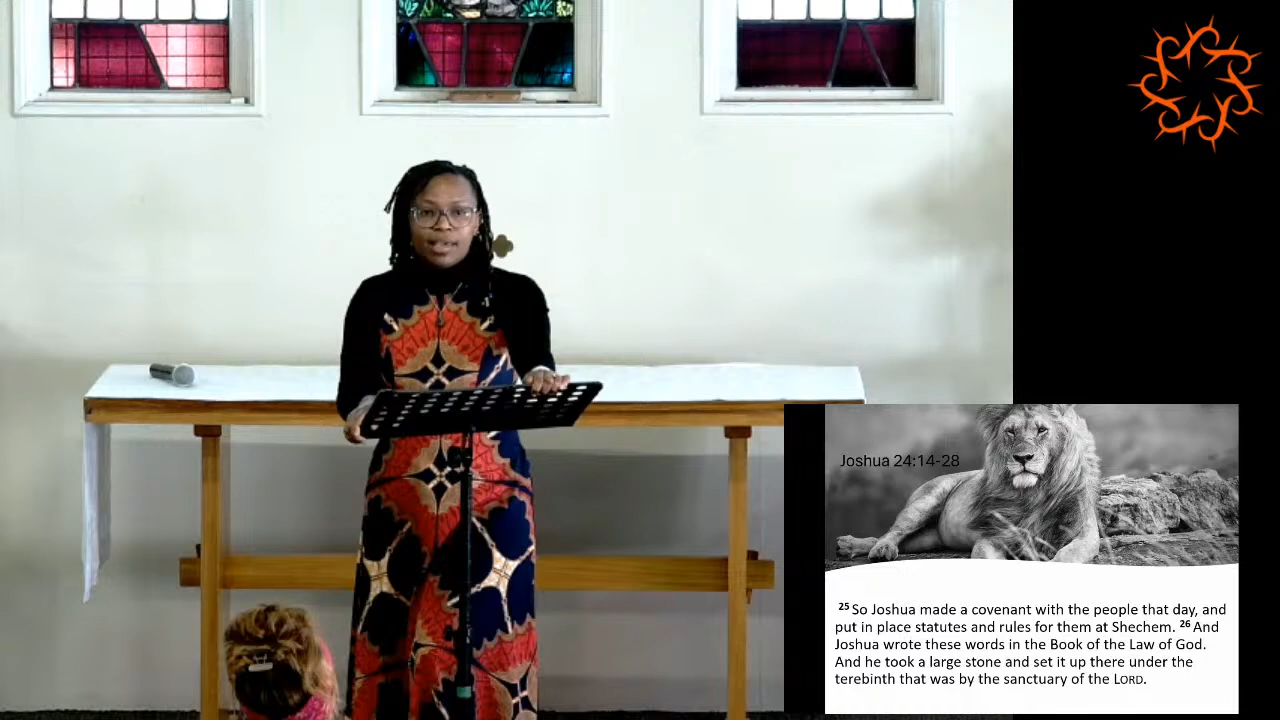 Joshua 24:14-28
25 So Joshua made a covenant with the people that day, and
put in place statutes and rules for them at Shechem. 26 And
Joshua wrote these words in the Book of the Law of God.
And he took a large stone and set it up there under the
terebinth that was by the sanctuary of the LORD.